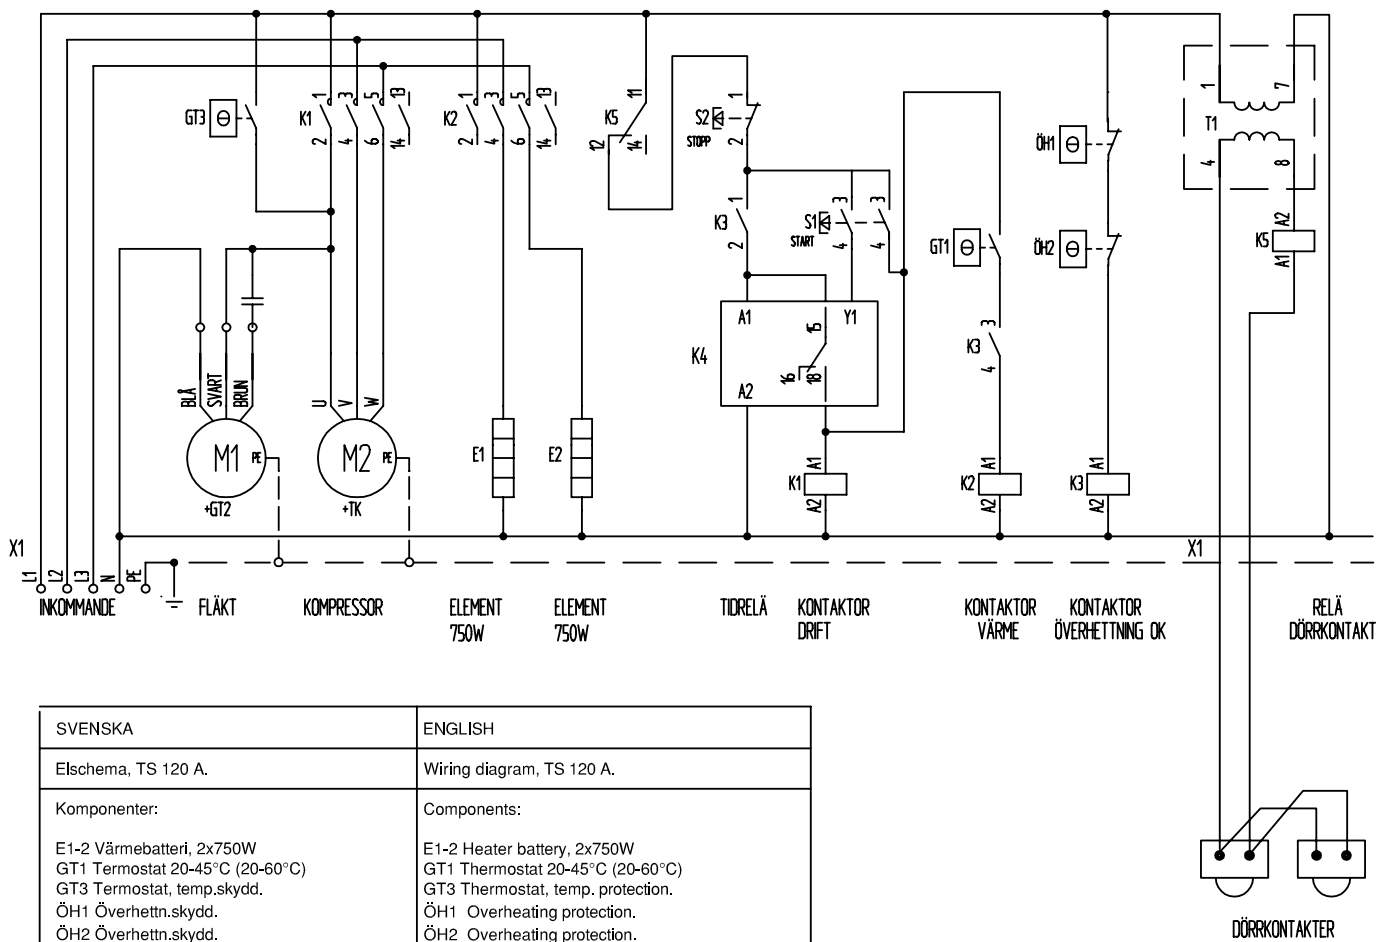 1 3 5 13
1 3 5 13
11
1
1 7
GT3 K1 K2 K5 S2 ÖH1 T1
STOPP
2 4 6 14
2 4 6 14
12 14
2
4 8
K3 1 2
S1 3 4 3 4
START
GT1
ÖH2
K5 A2 A1
A1 15 Y1
K4
16 18
A2
K3 3 4
BLÅ SVART BRUN
U V W
M1 PE
M2 PE
E1 E2
+GT2 +TK
K1 A1 A2
K2 A1 A2
K3 A1 A2
X1 X1
L1 L2 L3 N PE
INKOMMANDE
FLÄKT
KOMPRESSOR
ELEMENT
750W
ELEMENT
750W
TIDRELÄ
KONTAKTOR
DRIFT
KONTAKTOR
VÄRME
KONTAKTOR
ÖVERHETTNING OK
RELÄ
DÖRRKONTAKT
SVENSKA
ENGLISH
Elschema, TS 120 A.
Wiring diagram, TS 120 A.
Komponenter:
E1-2 Värmebatteri, 2x750W
GT1 Termostat 20-45°C (20-60°C)
GT3 Termostat, temp.skydd.
ÖH1 Överhettn.skydd.
ÖH2 Överhettn.skydd.
Components:
E1-2 Heater battery, 2x750W
GT1 Thermostat 20-45°C (20-60°C)
GT3 Thermostat, temp. protection.
ÖH1 Overheating protection.
ÖH2 Overheating protection.
DÖRRKONTAKTER